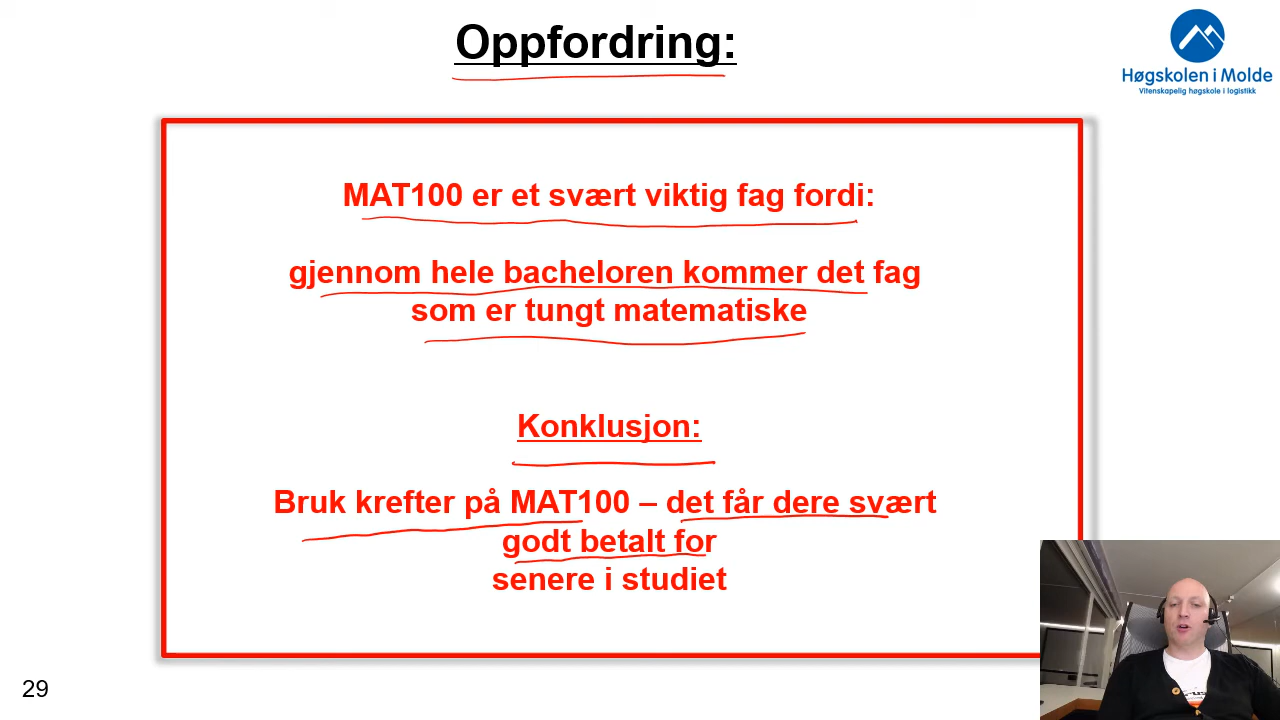 Oppfordring:
Høgskolen i Molde
Vitenskapelig høgskole i logistikk
MAT100 er et svært viktig fag fordi:
gjennom hele bacheloren kommer det fag
som er tungt matematiske
Konklusjon:
Bruk krefter på MAT100 – det får dere svært
godt betalt for
senere i studiet
29